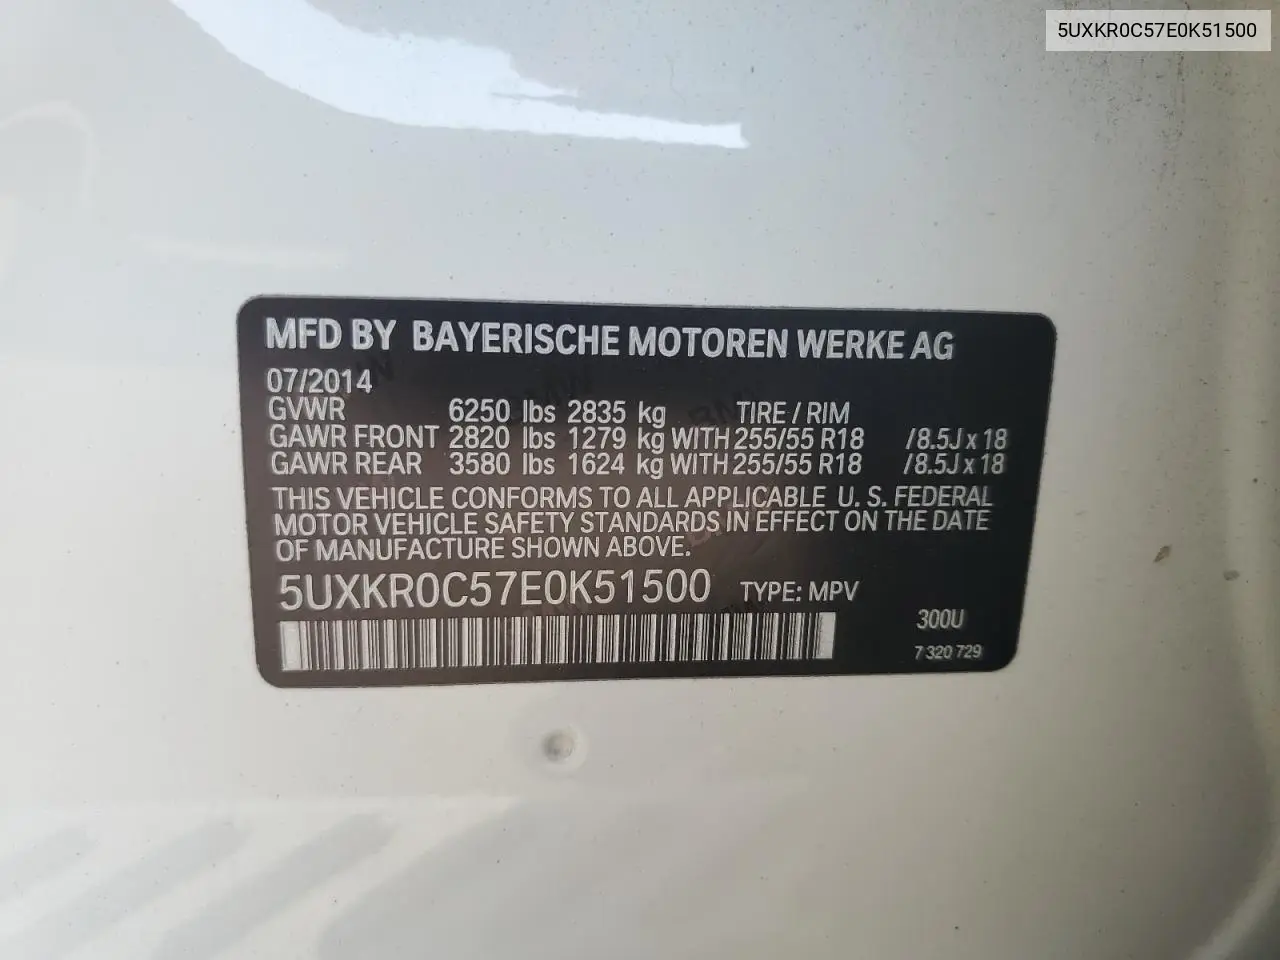 5UXKR0C57E0K51500
MFD BY BAYERISCHE MOTOREN WERKE AG
07/2014
GVWR 6250 lbs 2835 kg TIRE / RIM
GAWR FRONT 2820 lbs 1279 kg WITH 255/55 R18 /8.5J x 18
GAWR REAR 3580 lbs 1624 kg WITH 255/55 R18 /8.5J x 18
THIS VEHICLE CONFORMS TO ALL APPLICABLE U. S. FEDERAL
MOTOR VEHICLE SAFETY STANDARDS IN EFFECT ON THE DATE
OF MANUFACTURE SHOWN ABOVE.
5UXKR0C57E0K51500 TYPE: MPV
300U
7 320 729